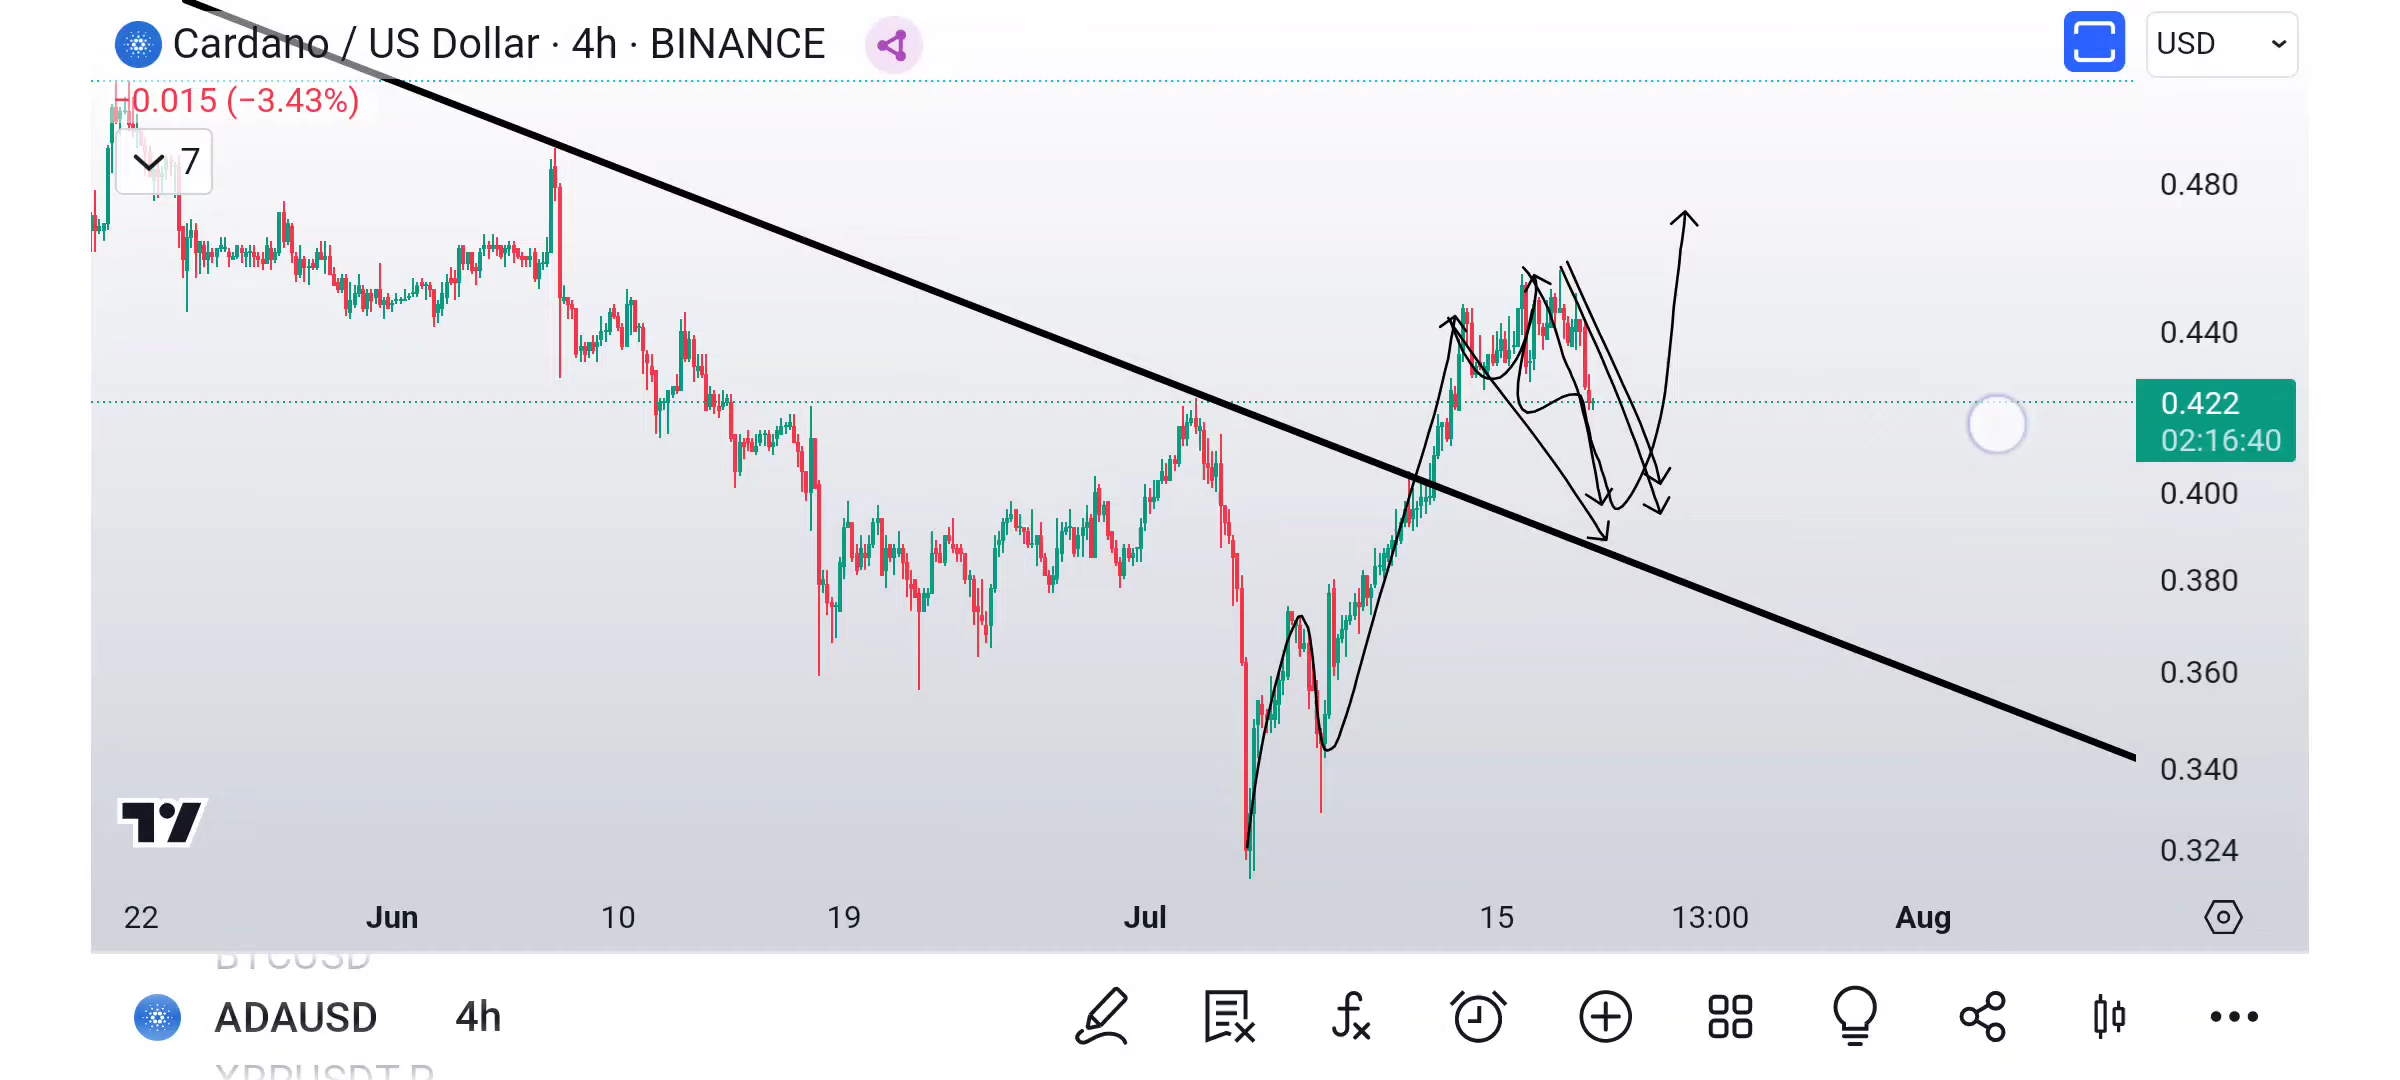 Cardano / US Dollar · 4h · BINANCE
USD
−0.015 (−3.43%)
7
0.480
0.440
0.422
02:16:40
0.400
0.380
0.360
0.340
0.324
22 Jun 10 19 Jul 15 13:00 Aug
BTCUSD
ADAUSD 4h